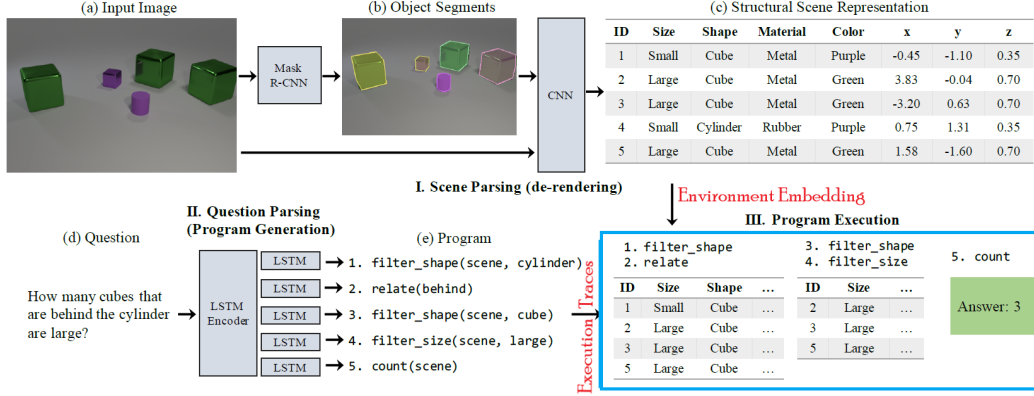 (a) Input Image
(b) Object Segments
(c) Structural Scene Representation
Mask
R-CNN
CNN
ID Size Shape Material Color x y z
1 Small Cube Metal Purple -0.45 -1.10 0.35
2 Large Cube Metal Green 3.83 -0.04 0.70
3 Large Cube Metal Green -3.20 0.63 0.70
4 Small Cylinder Rubber Purple 0.75 1.31 0.35
5 Large Cube Metal Green 1.58 -1.60 0.70
I. Scene Parsing (de-rendering)
Environment Embedding
II. Question Parsing
(Program Generation)
III. Program Execution
(d) Question
(e) Program
How many cubes that
are behind the cylinder
are large?
LSTM
Encoder
LSTM
LSTM
LSTM
LSTM
LSTM
1. filter_shape(scene, cylinder)
2. relate(behind)
3. filter_shape(scene, cube)
4. filter_size(scene, large)
5. count(scene)
Execution Traces
1. filter_shape
2. relate
ID Size Shape ...
1 Small Cube ...
2 Large Cube ...
3 Large Cube ...
5 Large Cube ...
3. filter_shape
4. filter_size
ID Size ...
2 Large ...
3 Large ...
5 Large ...
5. count
Answer: 3